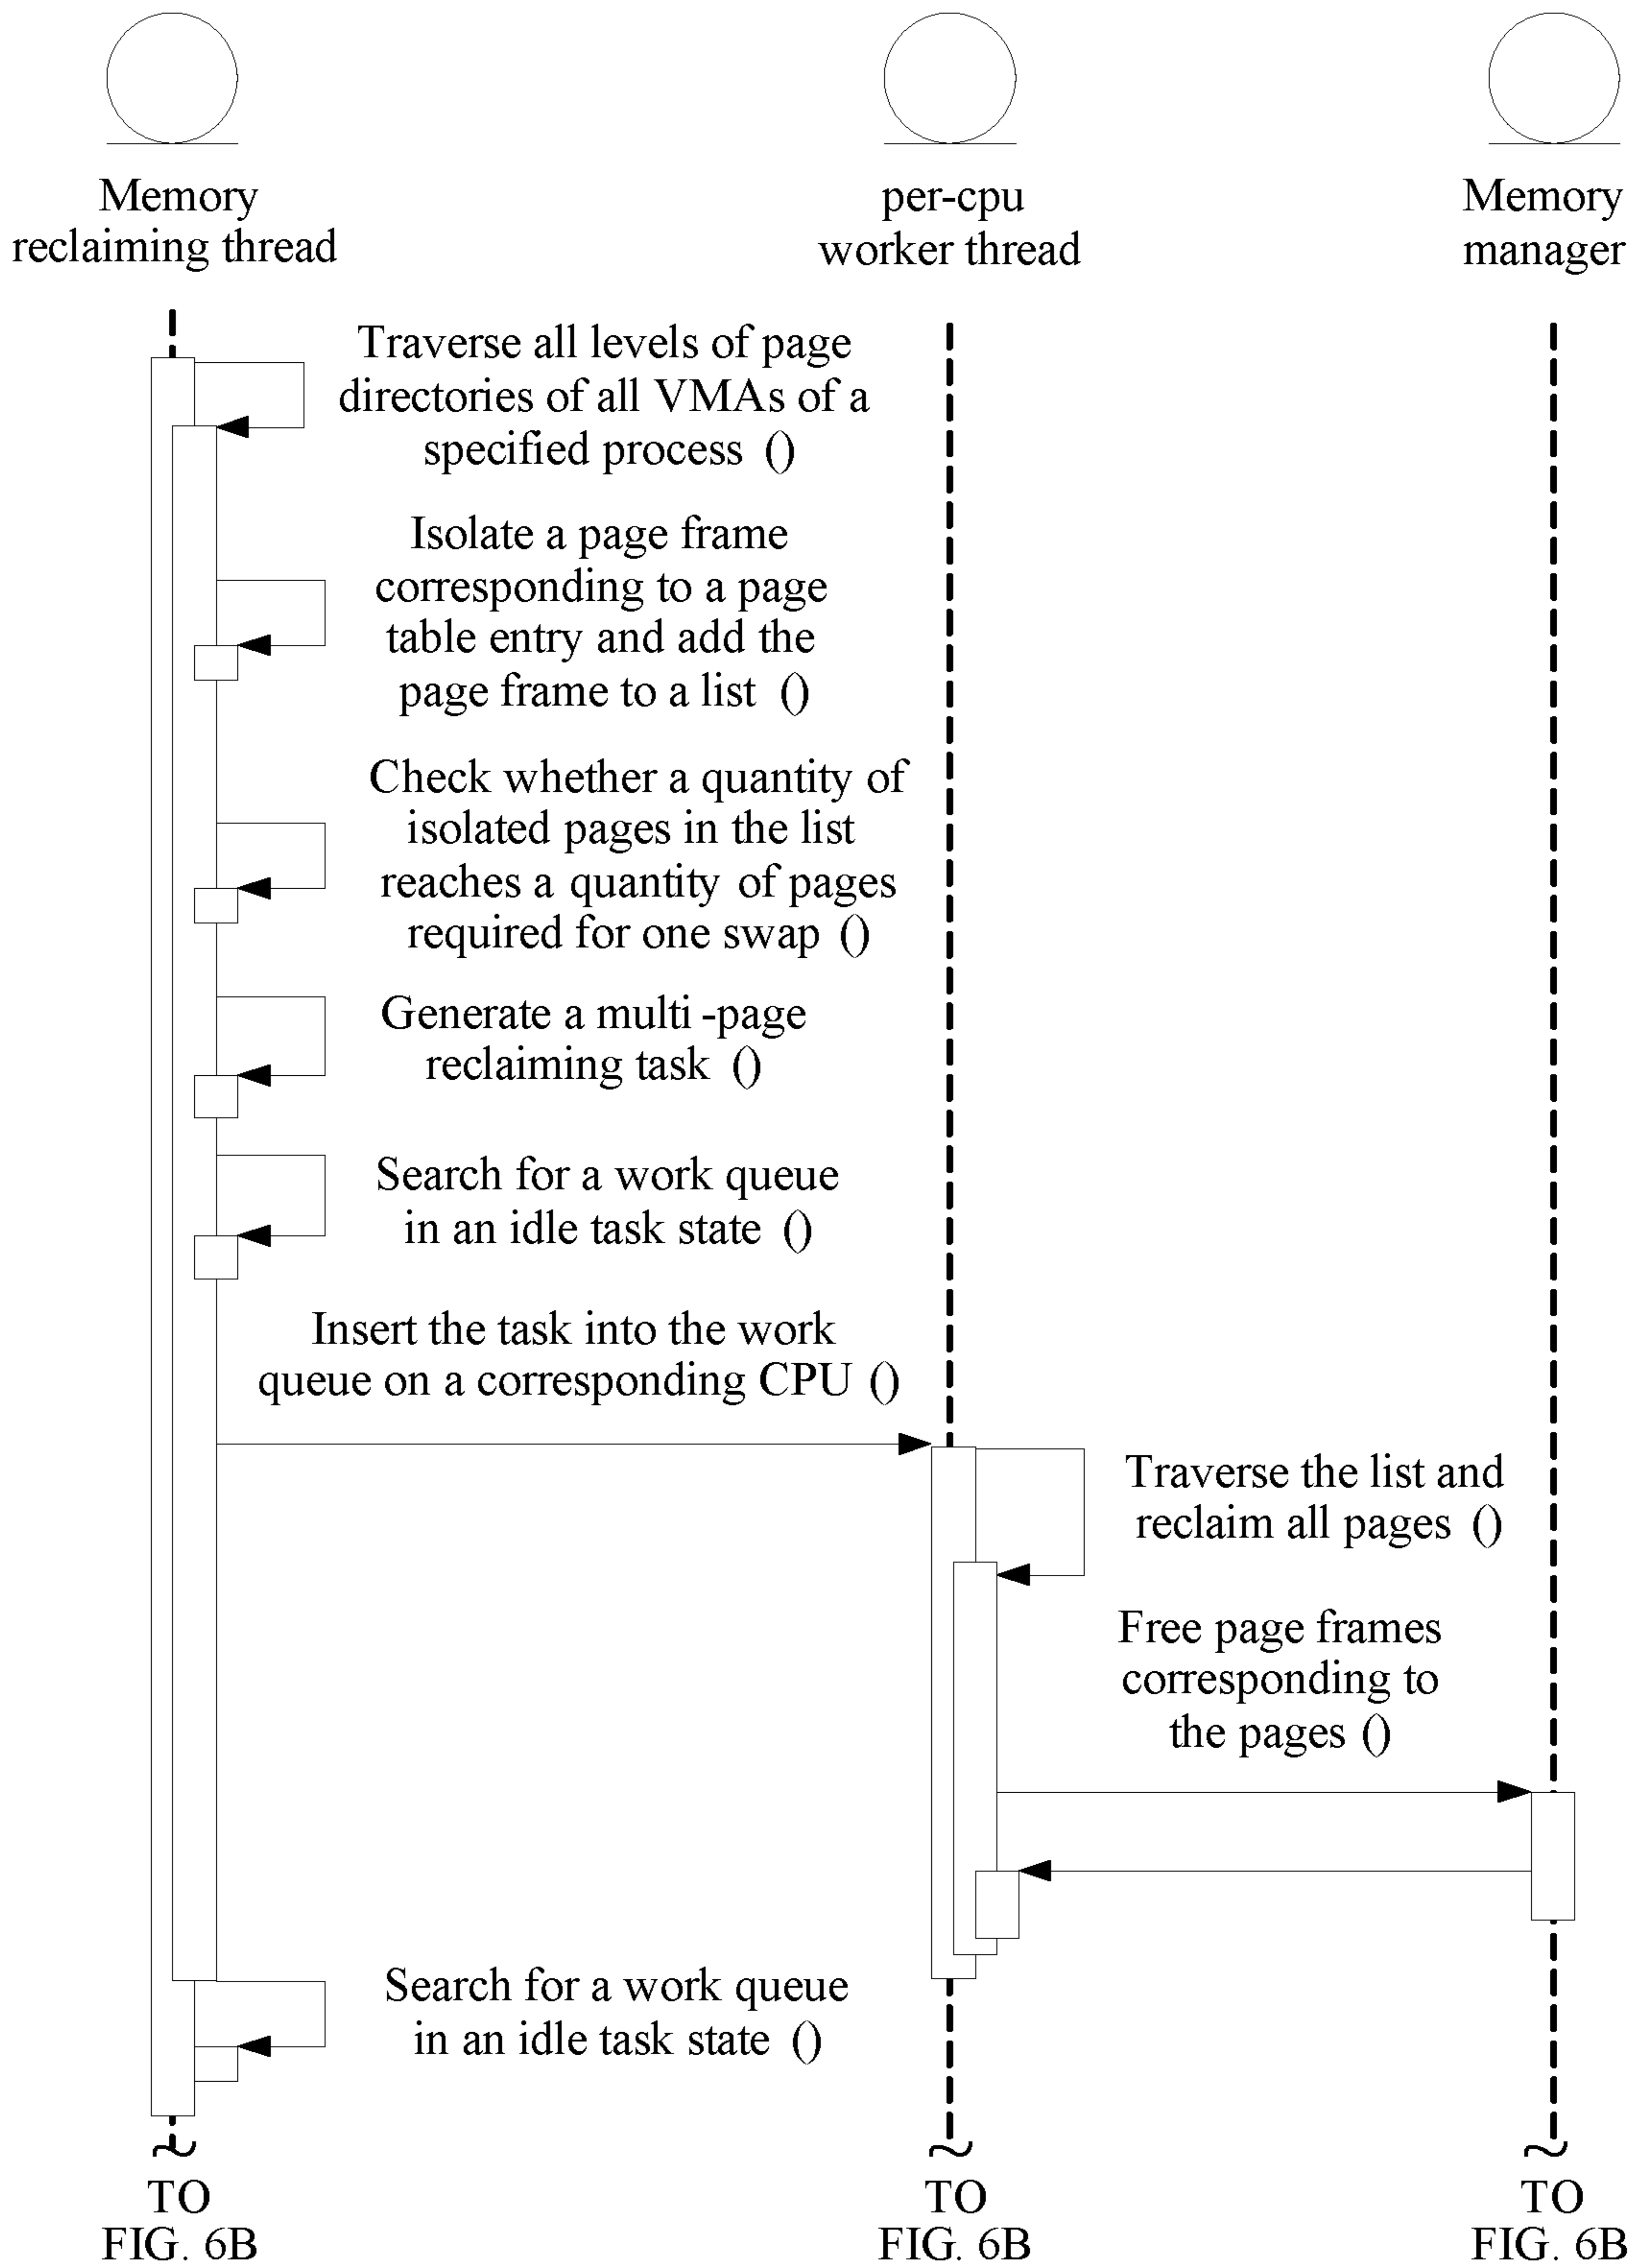 Memory
reclaiming thread
per-cpu
worker thread
Memory
manager
Traverse all levels of page
directories of all VMAs of a
specified process ()
Isolate a page frame
corresponding to a page
table entry and add the
page frame to a list ()
Check whether a quantity of
isolated pages in the list
reaches a quantity of pages
required for one swap ()
Generate a multi -page
reclaiming task ()
Search for a work queue
in an idle task state ()
Insert the task into the work
queue on a corresponding CPU ()
Traverse the list and
reclaim all pages ()
Free page frames
corresponding to
the pages ()
Search for a work queue
in an idle task state ()
TO
FIG. 6B
TO
FIG. 6B
TO
FIG. 6B